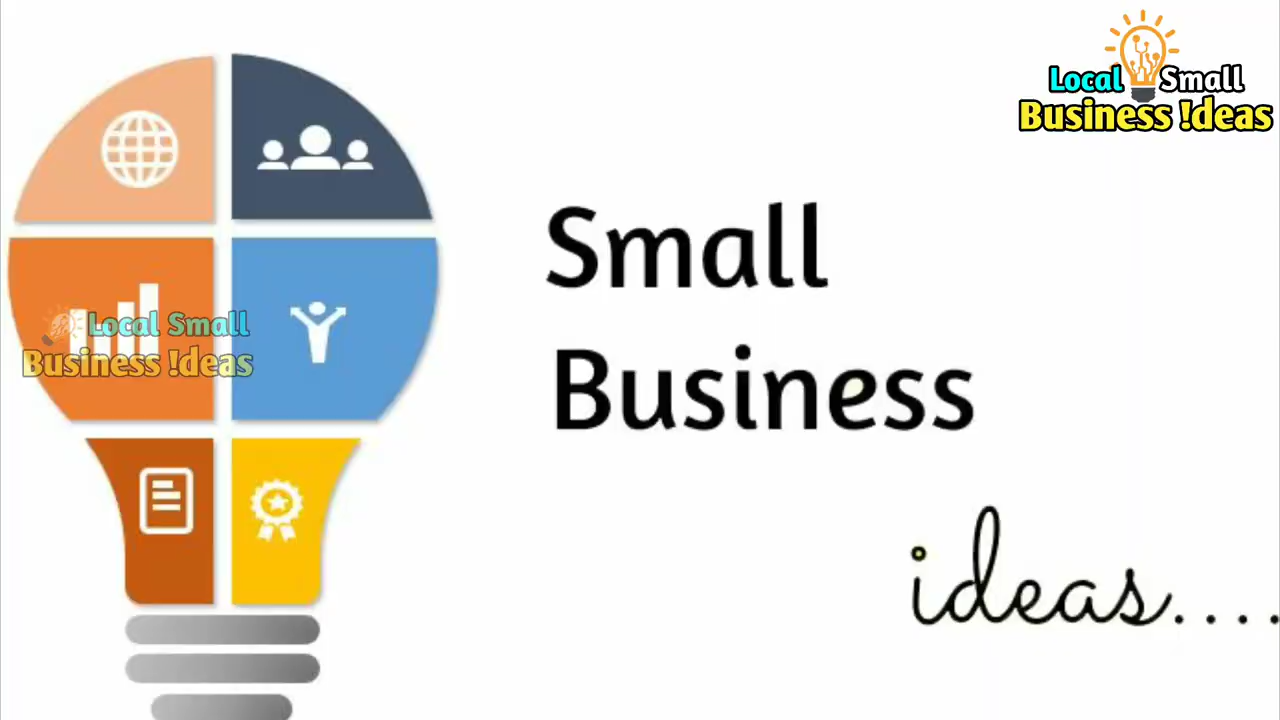 Local Small
Business !deas
Small
Business
ideas....
Local Small
Business !deas